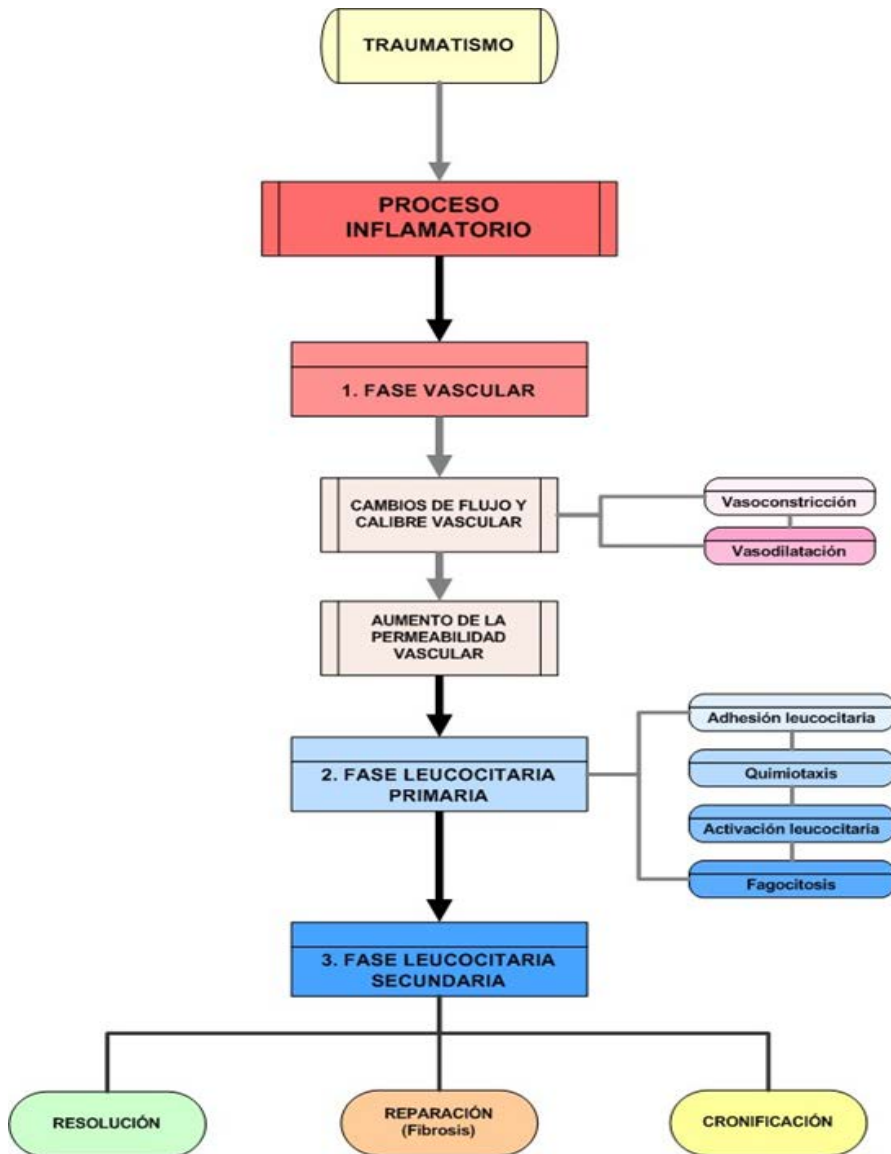 TRAUMATISMO
PROCESO
INFLAMATORIO
1. FASE VASCULAR
CAMBIOS DE FLUJO Y
CALIBRE VASCULAR
Vasoconstricción
Vasodilatación
AUMENTO DE LA
PERMEABILIDAD
VASCULAR
2. FASE LEUCOCITARIA
PRIMARIA
Adhesión leucocitaria
Quimiotaxis
Activación leucocitaria
Fagocitosis
3. FASE LEUCOCITARIA
SECUNDARIA
RESOLUCIÓN
REPARACIÓN
(Fibrosis)
CRONIFICACIÓN